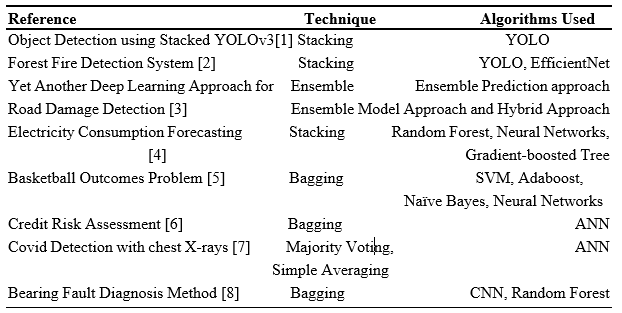 Reference Technique Algorithms Used
Object Detection using Stacked YOLOv3[1] Stacking YOLO
Forest Fire Detection System [2] Stacking YOLO, EfficientNet
Yet Another Deep Learning Approach for Ensemble Ensemble Prediction approach
Road Damage Detection [3] Ensemble Model Approach and Hybrid Approach
Electricity Consumption Forecasting Stacking Random Forest, Neural Networks,
[4] Gradient-boosted Tree
Basketball Outcomes Problem [5] Bagging SVM, Adaboost,
Naïve Bayes, Neural Networks
Credit Risk Assessment [6] Bagging ANN
Covid Detection with chest X-rays [7] Majority Voting, ANN
Simple Averaging
Bearing Fault Diagnosis Method [8] Bagging CNN, Random Forest